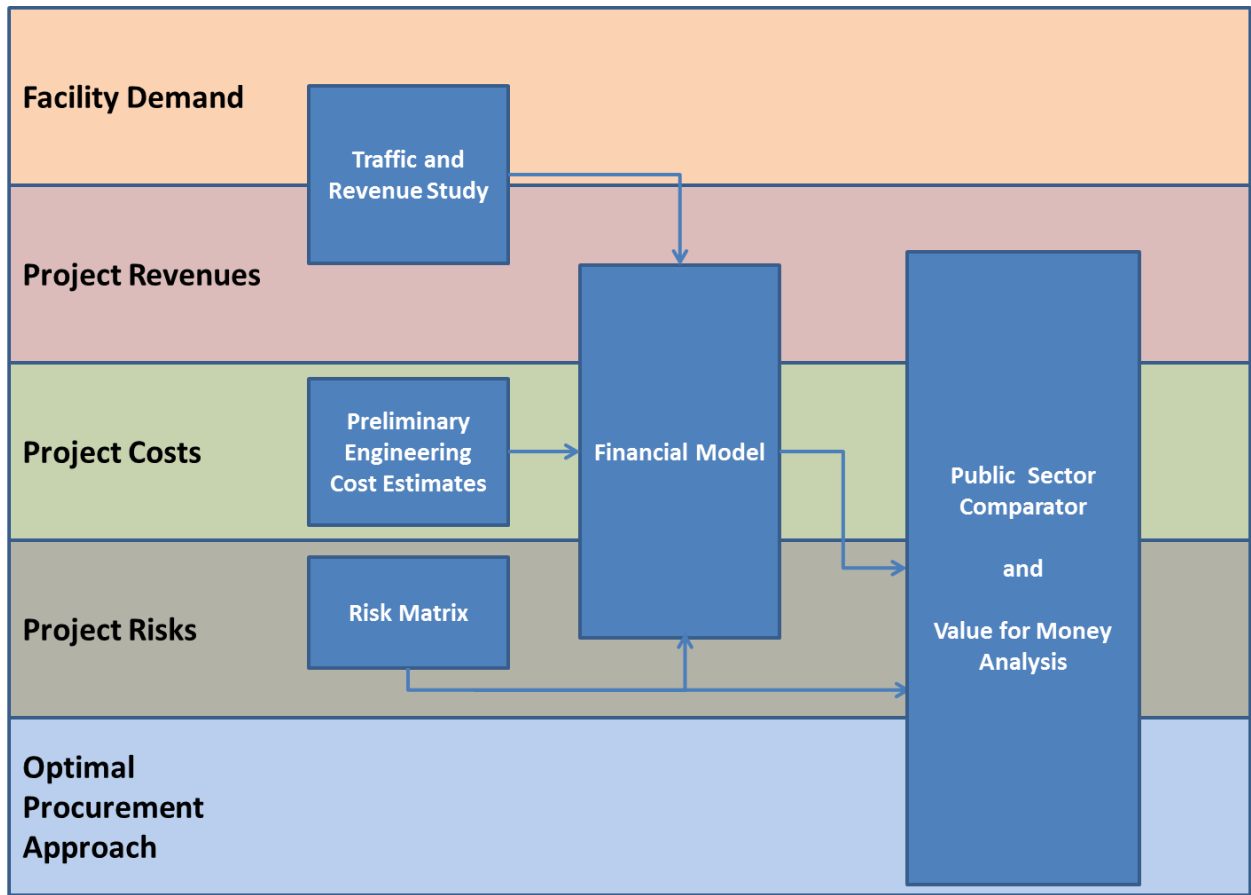 Facility Demand
Traffic and
Revenue Study
Project Revenues
Project Costs
Preliminary
Engineering
Cost Estimates
Financial Model
Public Sector
Comparator
and
Value for Money
Analysis
Project Risks
Risk Matrix
Optimal
Procurement
Approach